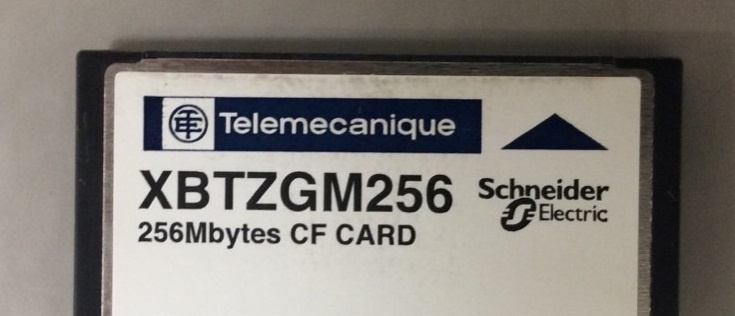 Telemecanique
XBTZGM256
256Mbytes CF CARD
Schneider
Electric